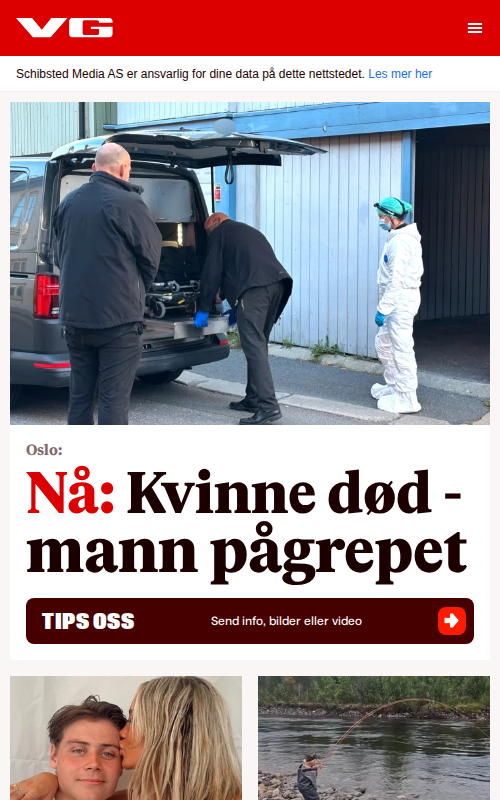 VG
Schibsted Media AS er ansvarlig for dine data på dette nettstedet. Les mer her
Oslo:
Nå: Kvinne død -
mann pågrepet
TIPS OSS
Send info, bilder eller video